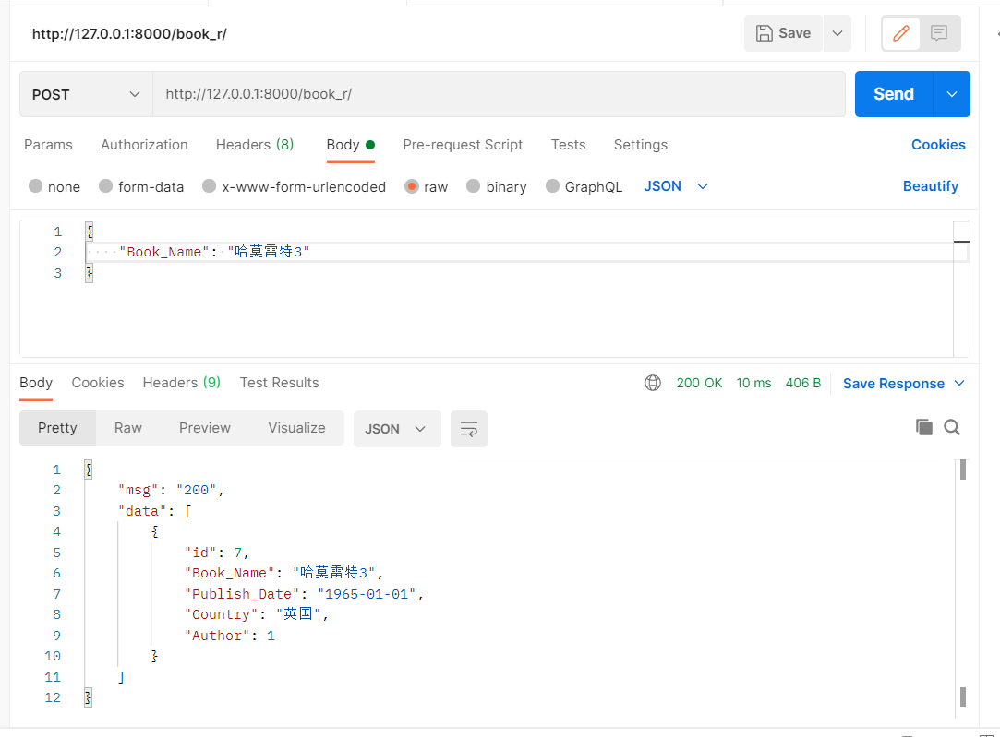 http://127.0.0.1:8000/book_r/
Save
POST
http://127.0.0.1:8000/book_r/
Send
Params Authorization Headers (8) Body Pre-request Script Tests Settings Cookies
none form-data x-www-form-urlencoded raw binary GraphQL JSON Beautify
1 {
2 ····"Book_Name":·"哈莫雷特3"
3 }
Body Cookies Headers (9) Test Results 200 OK 10 ms 406 B Save Response
Pretty Raw Preview Visualize JSON
1 {
2 "msg": "200",
3 "data": [
4 {
5 "id": 7,
6 "Book_Name": "哈莫雷特3",
7 "Publish_Date": "1965-01-01",
8 "Country": "英国",
9 "Author": 1
10 }
11 ]
12 }